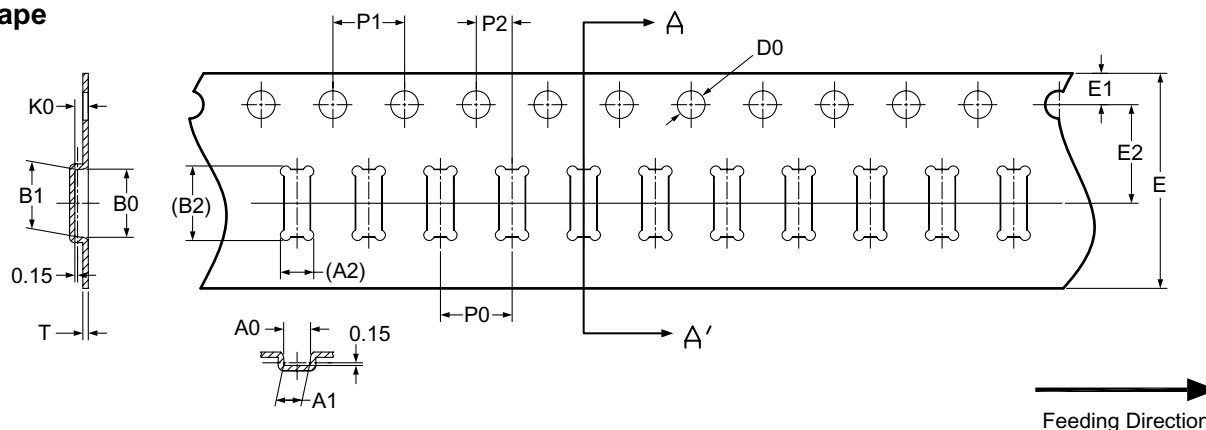 ape
P1
P2
A
D0
E1
K0
E2
B1
B0
(B2)
E
0.15
(A2)
T
A0
0.15
P0
A'
A1
Feeding Direction